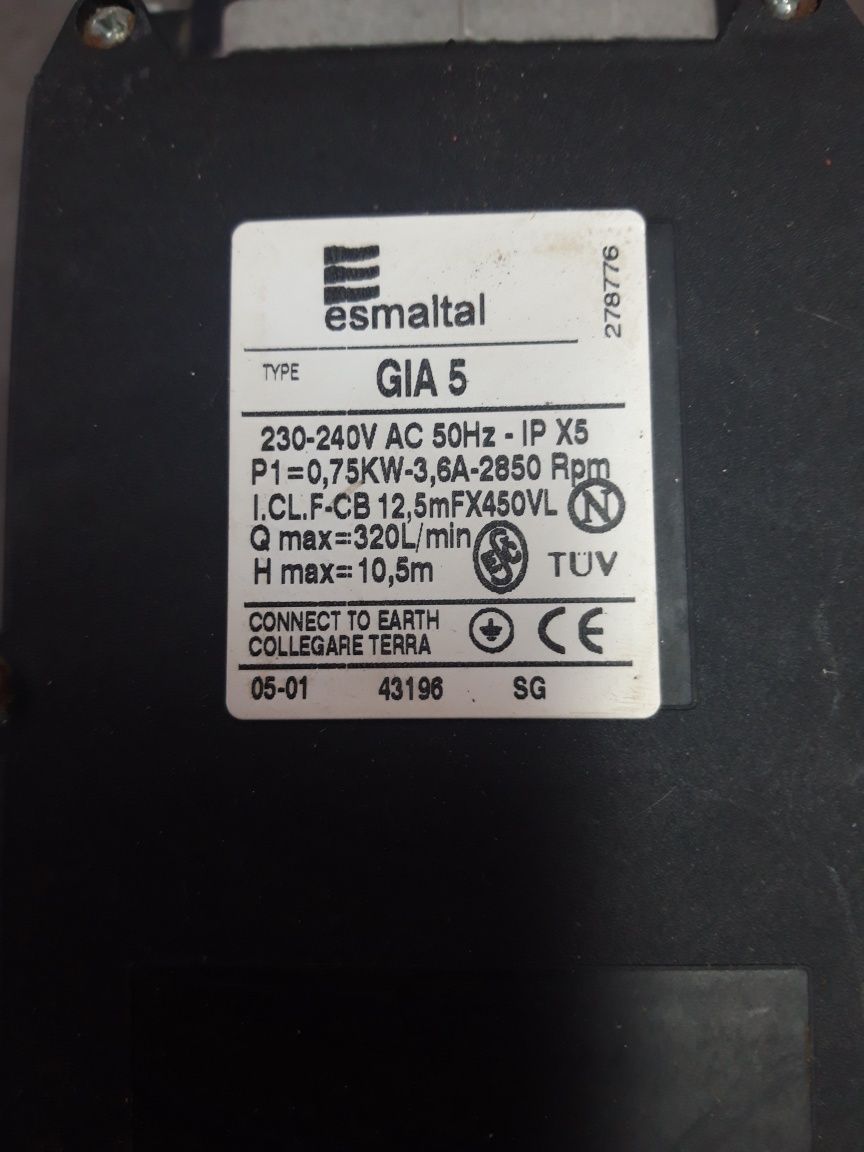 esmaltal
278776
TYPE GIA 5
230-240V AC 50Hz - IP X5
P1=0,75KW-3,6A-2850 Rpm
I.CL.F-CB 12,5mFX450VL N
Q max=320L/min
H max=10,5m TÜV
CONNECT TO EARTH
COLLEGARE TERRA CE
05-01 43196 SG